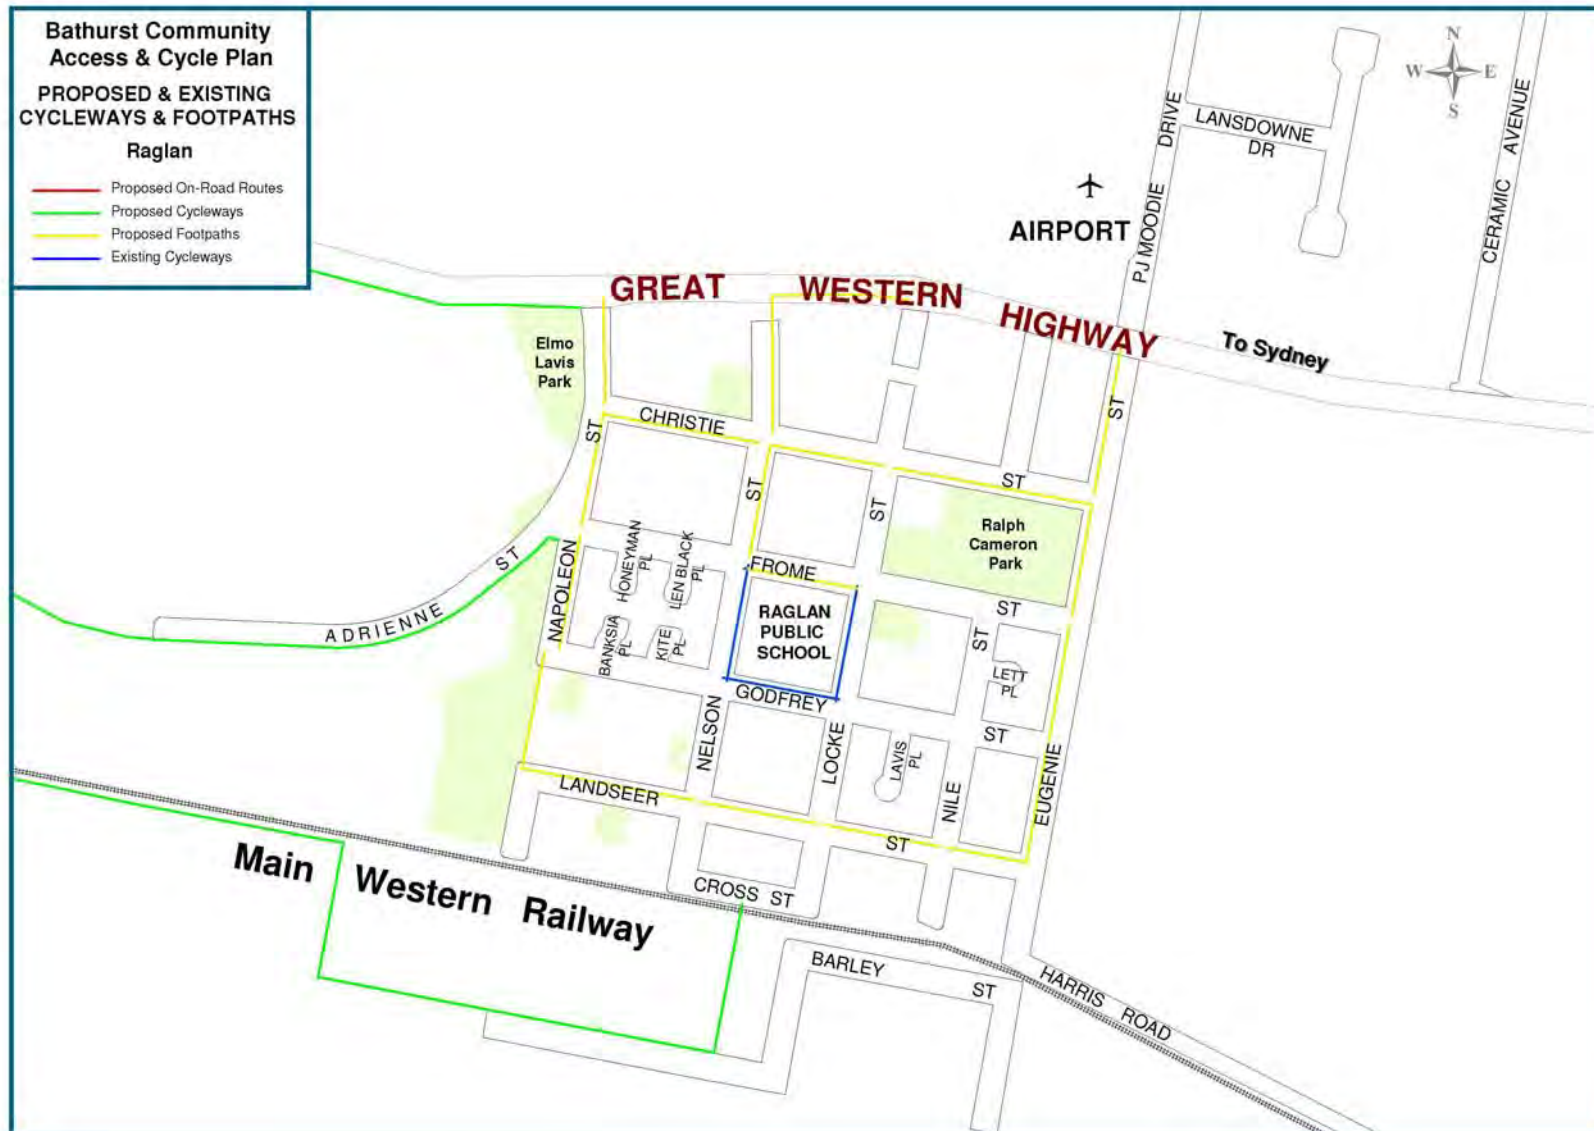 Bathurst Community
Access & Cycle Plan
PROPOSED & EXISTING
CYCLEWAYS & FOOTPATHS
Raglan
Proposed On-Road Routes
Proposed Cycleways
Proposed Footpaths
Existing Cycleways
N
W E
S
LANSDOWNE
DR
PJ MOODIE DRIVE
CERAMIC AVENUE
AIRPORT
GREAT WESTERN HIGHWAY
To Sydney
Elmo
Lavis
Park
CHRISTIE
ST
ST
ST
ST
ST
ST
Ralph
Cameron
Park
HONEYMAN
PL
LEN BLACK
PL
FROME
ST
ADRIENNE ST
NAPOLEON
BANKSIA
PL
KITE
PL
RAGLAN
PUBLIC
SCHOOL
LETT
PL
GODFREY
ST
NELSON
LOCKE
LAVIS
PL
NILE
EUGENIE
LANDSEER
ST
CROSS ST
Main Western Railway
BARLEY
ST
HARRIS ROAD